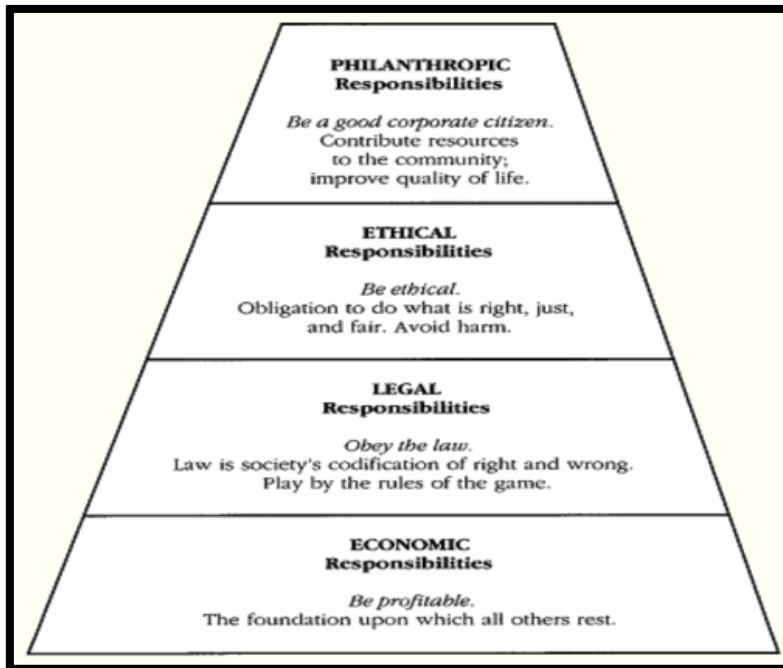 PHILANTHROPIC
Responsibilities
Be a good corporate citizen.
Contribute resources
to the community;
improve quality of life.
ETHICAL
Responsibilities
Be ethical.
Obligation to do what is right, just,
and fair. Avoid harm.
LEGAL
Responsibilities
Obey the law.
Law is society's codification of right and wrong.
Play by the rules of the game.
ECONOMIC
Responsibilities
Be profitable.
The foundation upon which all others rest.